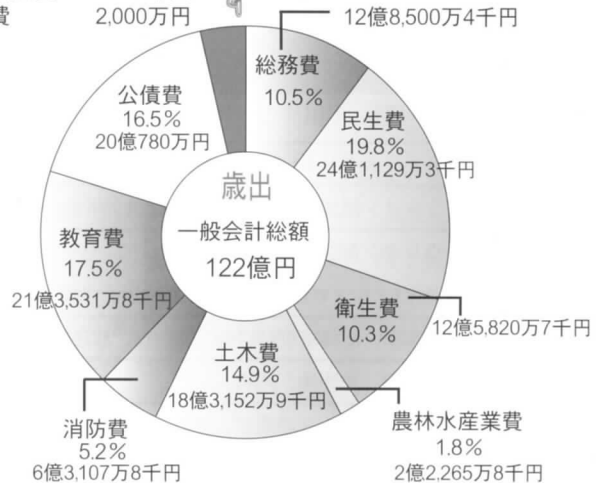 費
2,000万円
12億8,500万4千円
総務費
10.5%
民生費
19.8%
24億1,129万3千円
公債費
16.5%
20億780万円
歳出
一般会計総額
122億円
教育費
17.5%
21億3,531万8千円
衛生費
10.3%
12億5,820万7千円
土木費
14.9%
18億3,152万9千円
農林水産業費
1.8%
2億2,265万8千円
消防費
5.2%
6億3,107万8千円